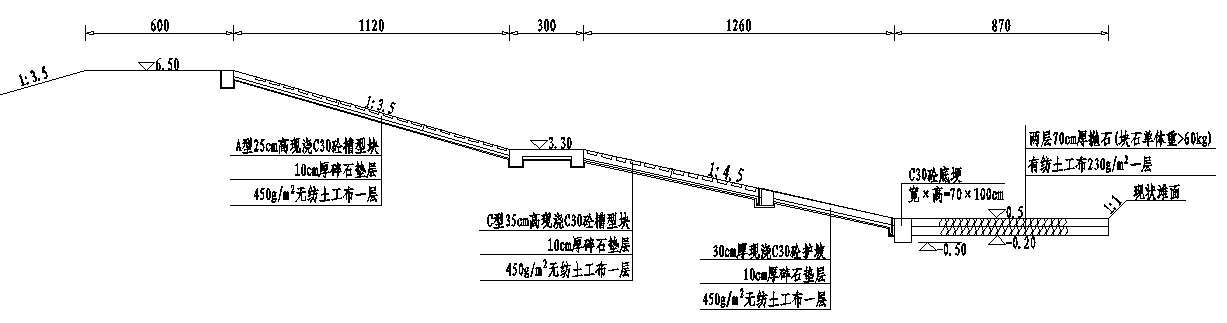 600
1120
300
1260
870
1:3.5
6.50
1:3.5
A型25cm高现浇C30砼槽型块
10cm厚碎石垫层
450g/m²无纺土工布一层
3.30
1:4.5
C型35cm高现浇C30砼槽型块
10cm厚碎石垫层
450g/m²无纺土工布一层
30cm厚现浇C30砼护坡
10cm厚碎石垫层
450g/m²无纺土工布一层
C30砼底埂
宽×高=70×100cm
两层70cm厚抛石(块石单体重>60kg)
有纺土工布230g/m²一层
1:1
现状滩面
0.5
-0.20
-0.50